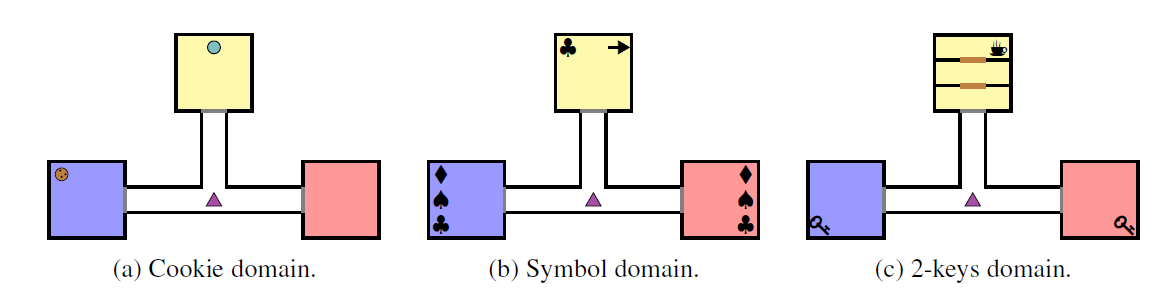 (a) Cookie domain.
(b) Symbol domain.
(c) 2-keys domain.